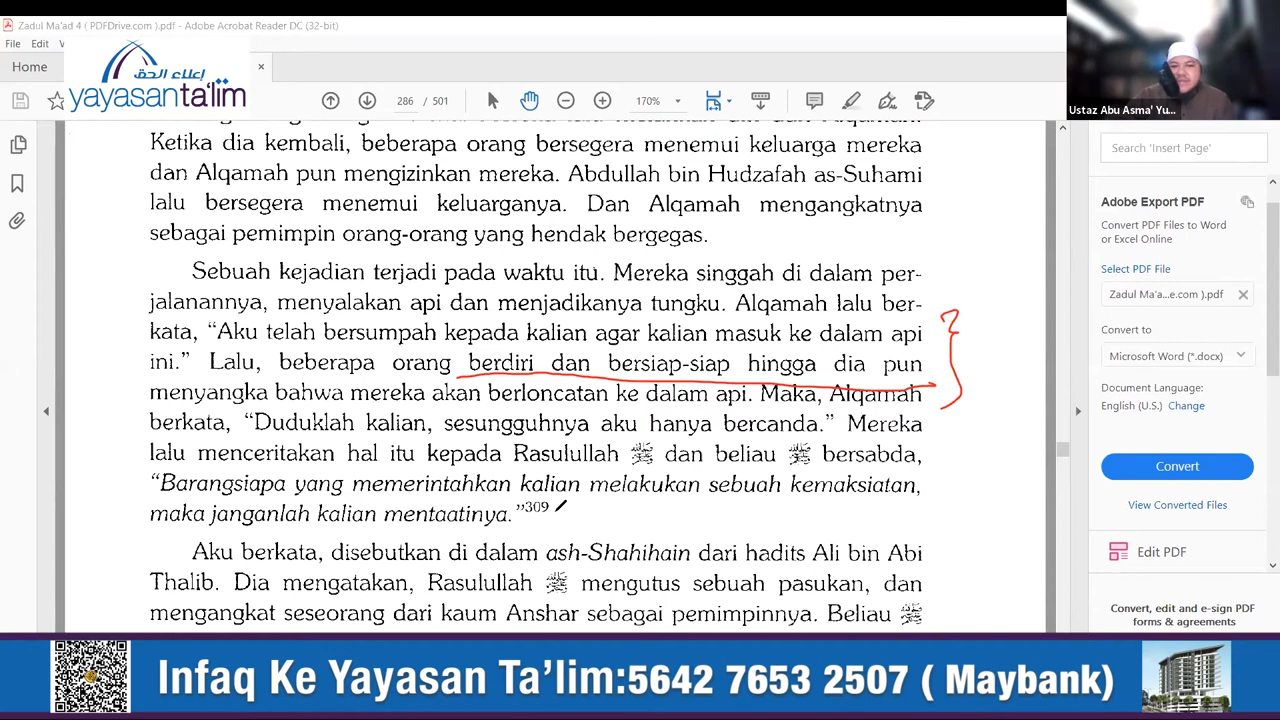 Zadul Ma'ad 4 ( PDFDrive.com ).pdf - Adobe Acrobat Reader DC (32-bit)
File Edit
Home
إعلاء الحق
yayasanta'lim
286 / 501
170%
Ustaz Abu Asma' Yu...
Ketika dia kembali, beberapa orang bersegera menemui keluarga mereka
dan Alqamah pun mengizinkan mereka. Abdullah bin Hudzafah as-Suhami
lalu bersegera menemui keluarganya. Dan Alqamah mengangkatnya
sebagai pemimpin orang-orang yang hendak bergegas.
Sebuah kejadian terjadi pada waktu itu. Mereka singgah di dalam per-
jalanannya, menyalakan api dan menjadikanya tungku. Alqamah lalu ber-
kata, “Aku telah bersumpah kepada kalian agar kalian masuk ke dalam api
ini.” Lalu, beberapa orang berdiri dan bersiap-siap hingga dia pun
menyangka bahwa mereka akan berloncatan ke dalam api. Maka, Alqamah
berkata, “Duduklah kalian, sesungguhnya aku hanya bercanda.” Mereka
lalu menceritakan hal itu kepada Rasulullah ﷺ dan beliau ﷺ bersabda,
“Barangsiapa yang memerintahkan kalian melakukan sebuah kemaksiatan,
maka janganlah kalian mentaatinya.”309
Aku berkata, disebutkan di dalam ash-Shahihain dari hadits Ali bin Abi
Thalib. Dia mengatakan, Rasulullah ﷺ mengutus sebuah pasukan, dan
mengangkat seseorang dari kaum Anshar sebagai pemimpinnya. Beliau ﷺ
Search 'Insert Page'
Adobe Export PDF
Convert PDF Files to Word
or Excel Online
Select PDF File
Zadul Ma'a...e.com ).pdf
Convert to
Microsoft Word (*.docx)
Document Language:
English (U.S.) Change
Convert
View Converted Files
Edit PDF
Convert, edit and e-sign PDF
forms & agreements
Infaq Ke Yayasan Ta’lim:5642 7653 2507 ( Maybank)